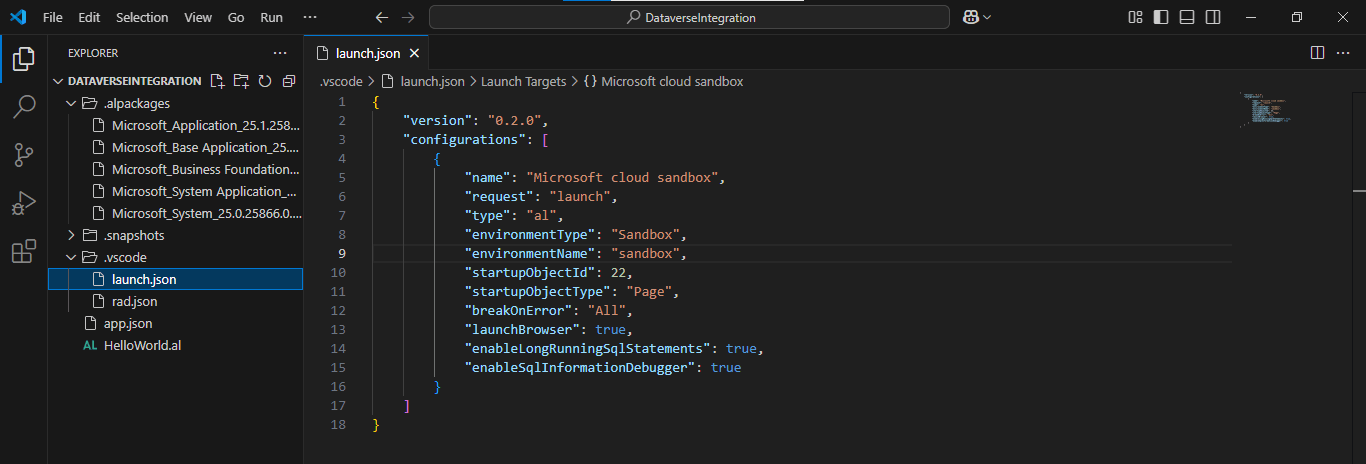 File Edit Selection View Go Run ···
DataverseIntegration
EXPLORER ···
DATAVERSEINTEGRATION
.alpackages
Microsoft_Application_25.1.258...
Microsoft_Base Application_25....
Microsoft_Business Foundation...
Microsoft_System Application_...
Microsoft_System_25.0.25866.0....
.snapshots
.vscode
launch.json
rad.json
app.json
AL HelloWorld.al
launch.json
.vscode > launch.json > Launch Targets > {} Microsoft cloud sandbox
1 {
2 "version": "0.2.0",
3 "configurations": [
4 {
5 "name": "Microsoft cloud sandbox",
6 "request": "launch",
7 "type": "al",
8 "environmentType": "Sandbox",
9 "environmentName": "sandbox",
10 "startupObjectId": 22,
11 "startupObjectType": "Page",
12 "breakOnError": "All",
13 "launchBrowser": true,
14 "enableLongRunningSqlStatements": true,
15 "enableSqlInformationDebugger": true
16 }
17 ]
18 }